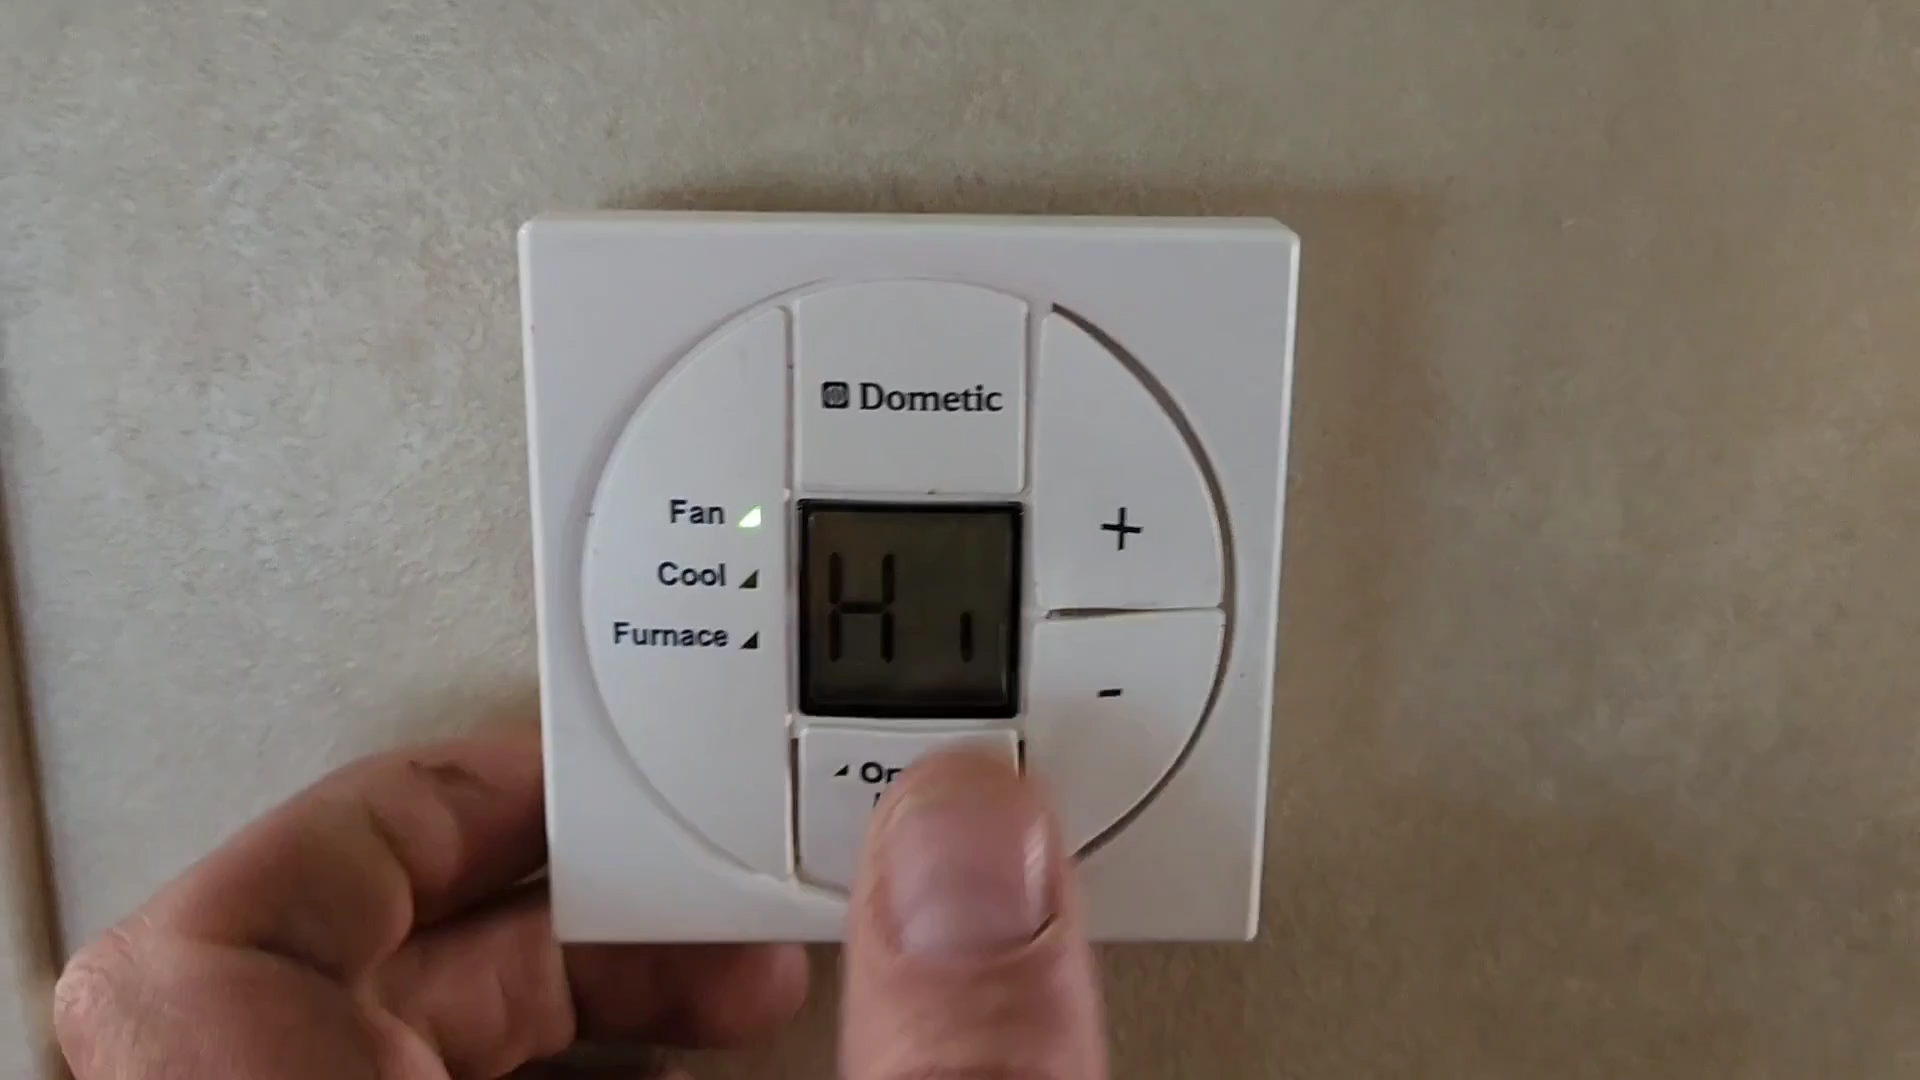 Dometic
Fan
Cool
Furnace
Hi
+
-